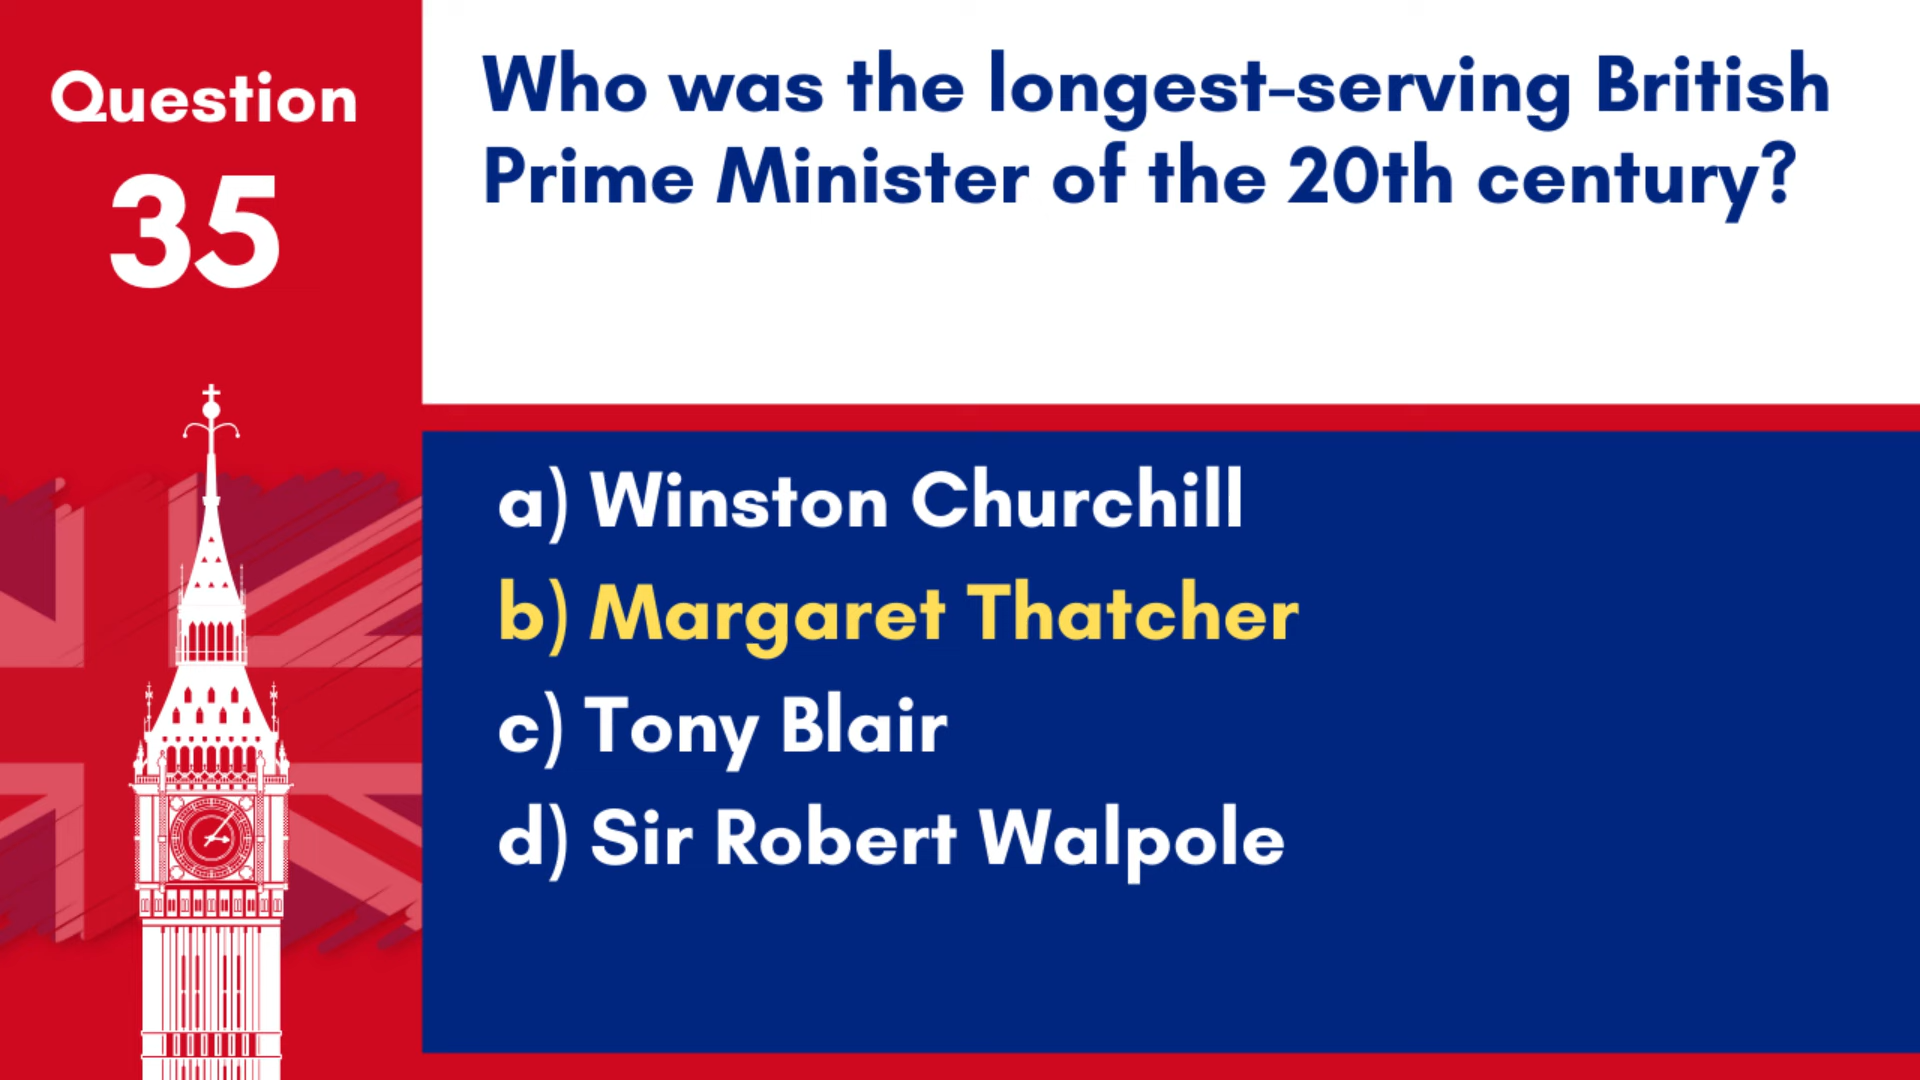 Question
35
Who was the longest-serving British
Prime Minister of the 20th century?
a) Winston Churchill
b) Margaret Thatcher
c) Tony Blair
d) Sir Robert Walpole